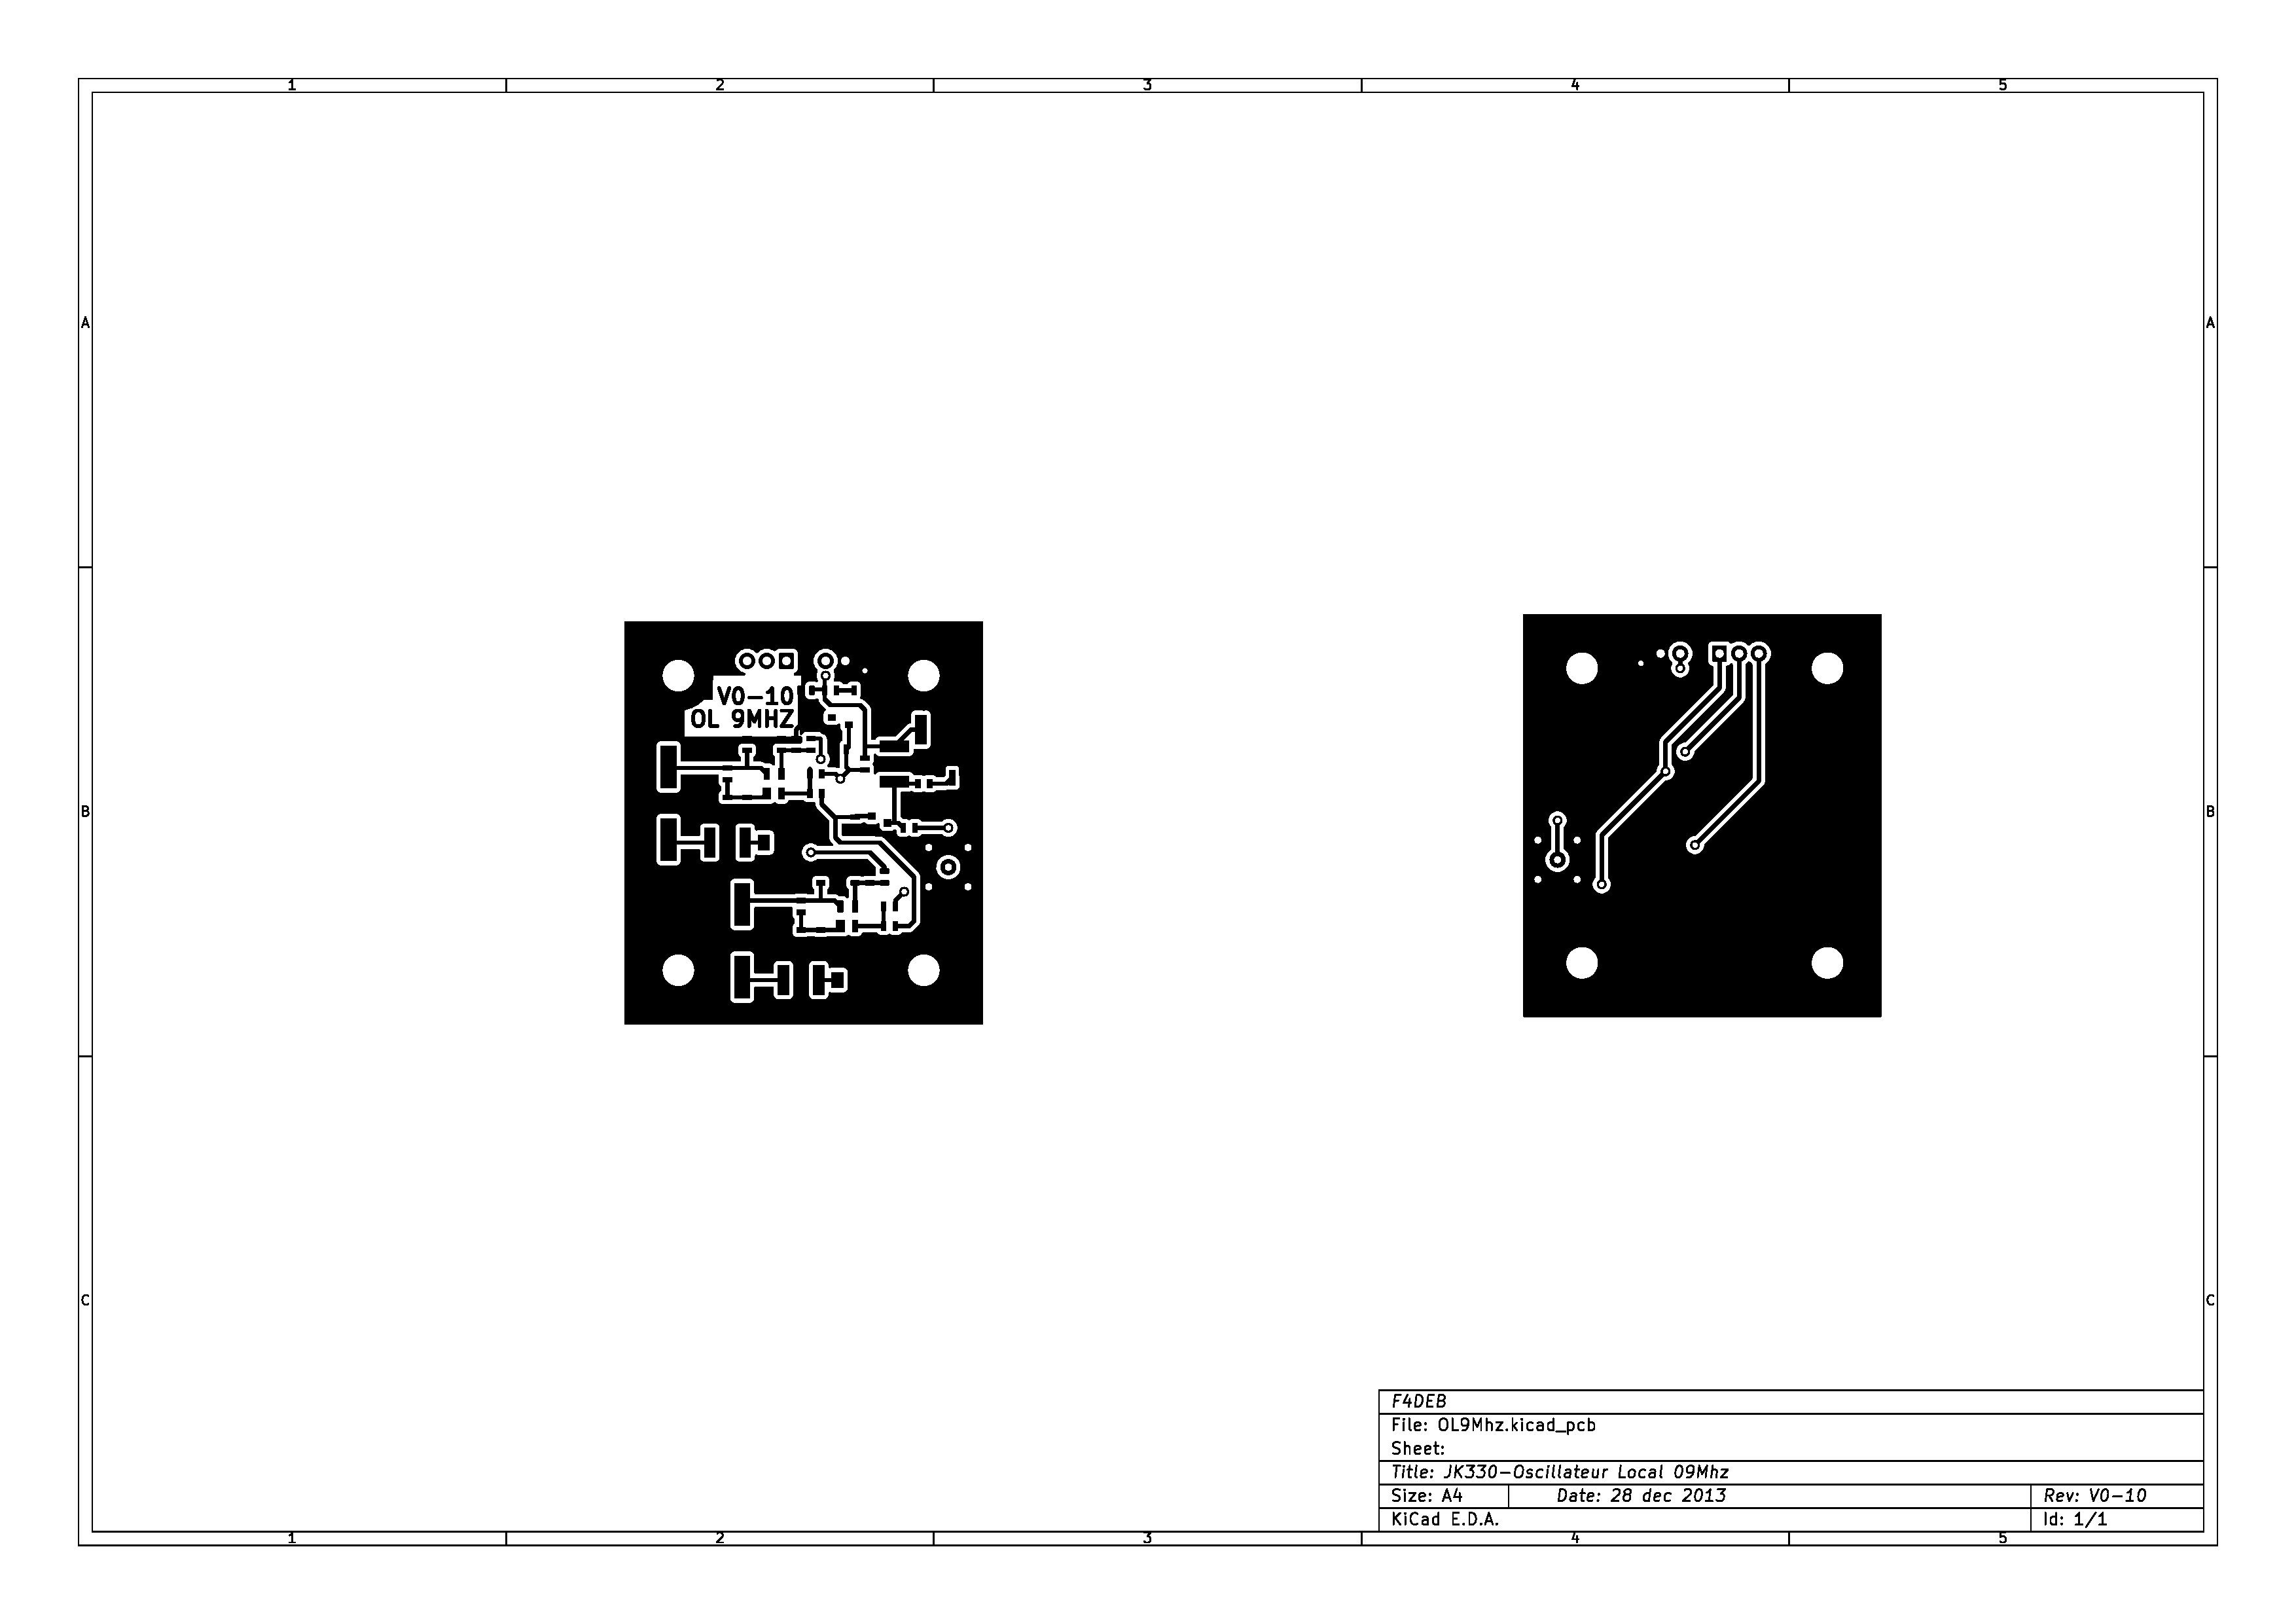 1 2 3 4 5
A A
V0-10
OL 9MHZ
B B
C C
F4DEB
File: OL9Mhz.kicad_pcb
Sheet:
Title: JK330-Oscillateur Local 09Mhz
Size: A4 Date: 28 dec 2013 Rev: V0-10
KiCad E.D.A. Id: 1/1
1 2 3 4 5